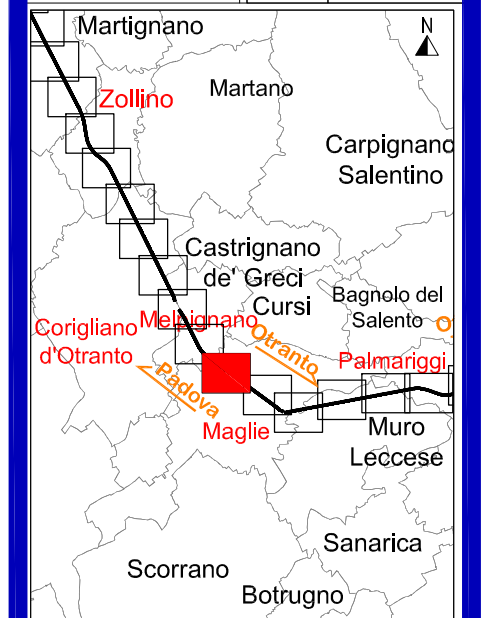 Martignano
N
Martano
Zollino
Carpignano
Salentino
Castrignano
de' Greci
Cursi
Bagnolo del
Salento
Melpignano
Corigliano
d'Otranto
Otranto
Palmariggi
Padova
Maglie
Muro
Leccese
Sanarica
Scorrano
Botrugno